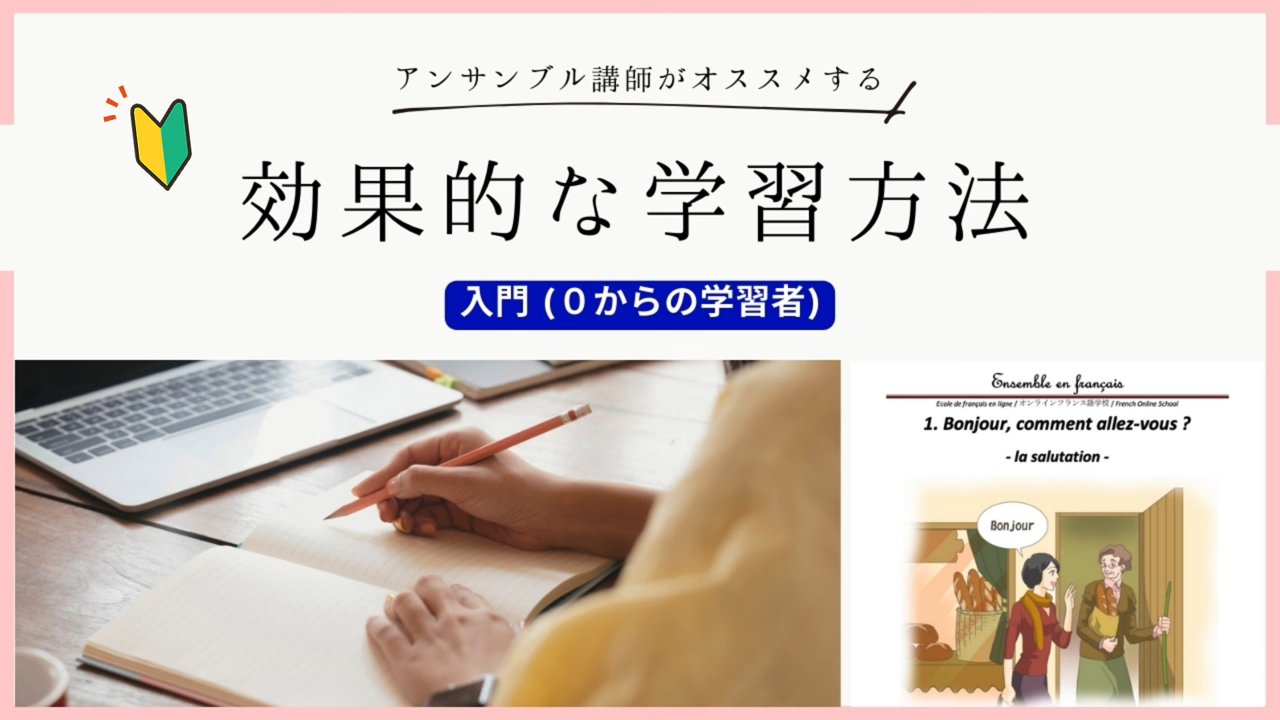 アンサンブル講師がオススメする
効果的な学習方法
入門 (０からの学習者)
Ensemble en français
Ecole de français en ligne / オンラインフランス語学校 / French Online School
1. Bonjour, comment allez-vous ?
- la salutation -
Bonjour